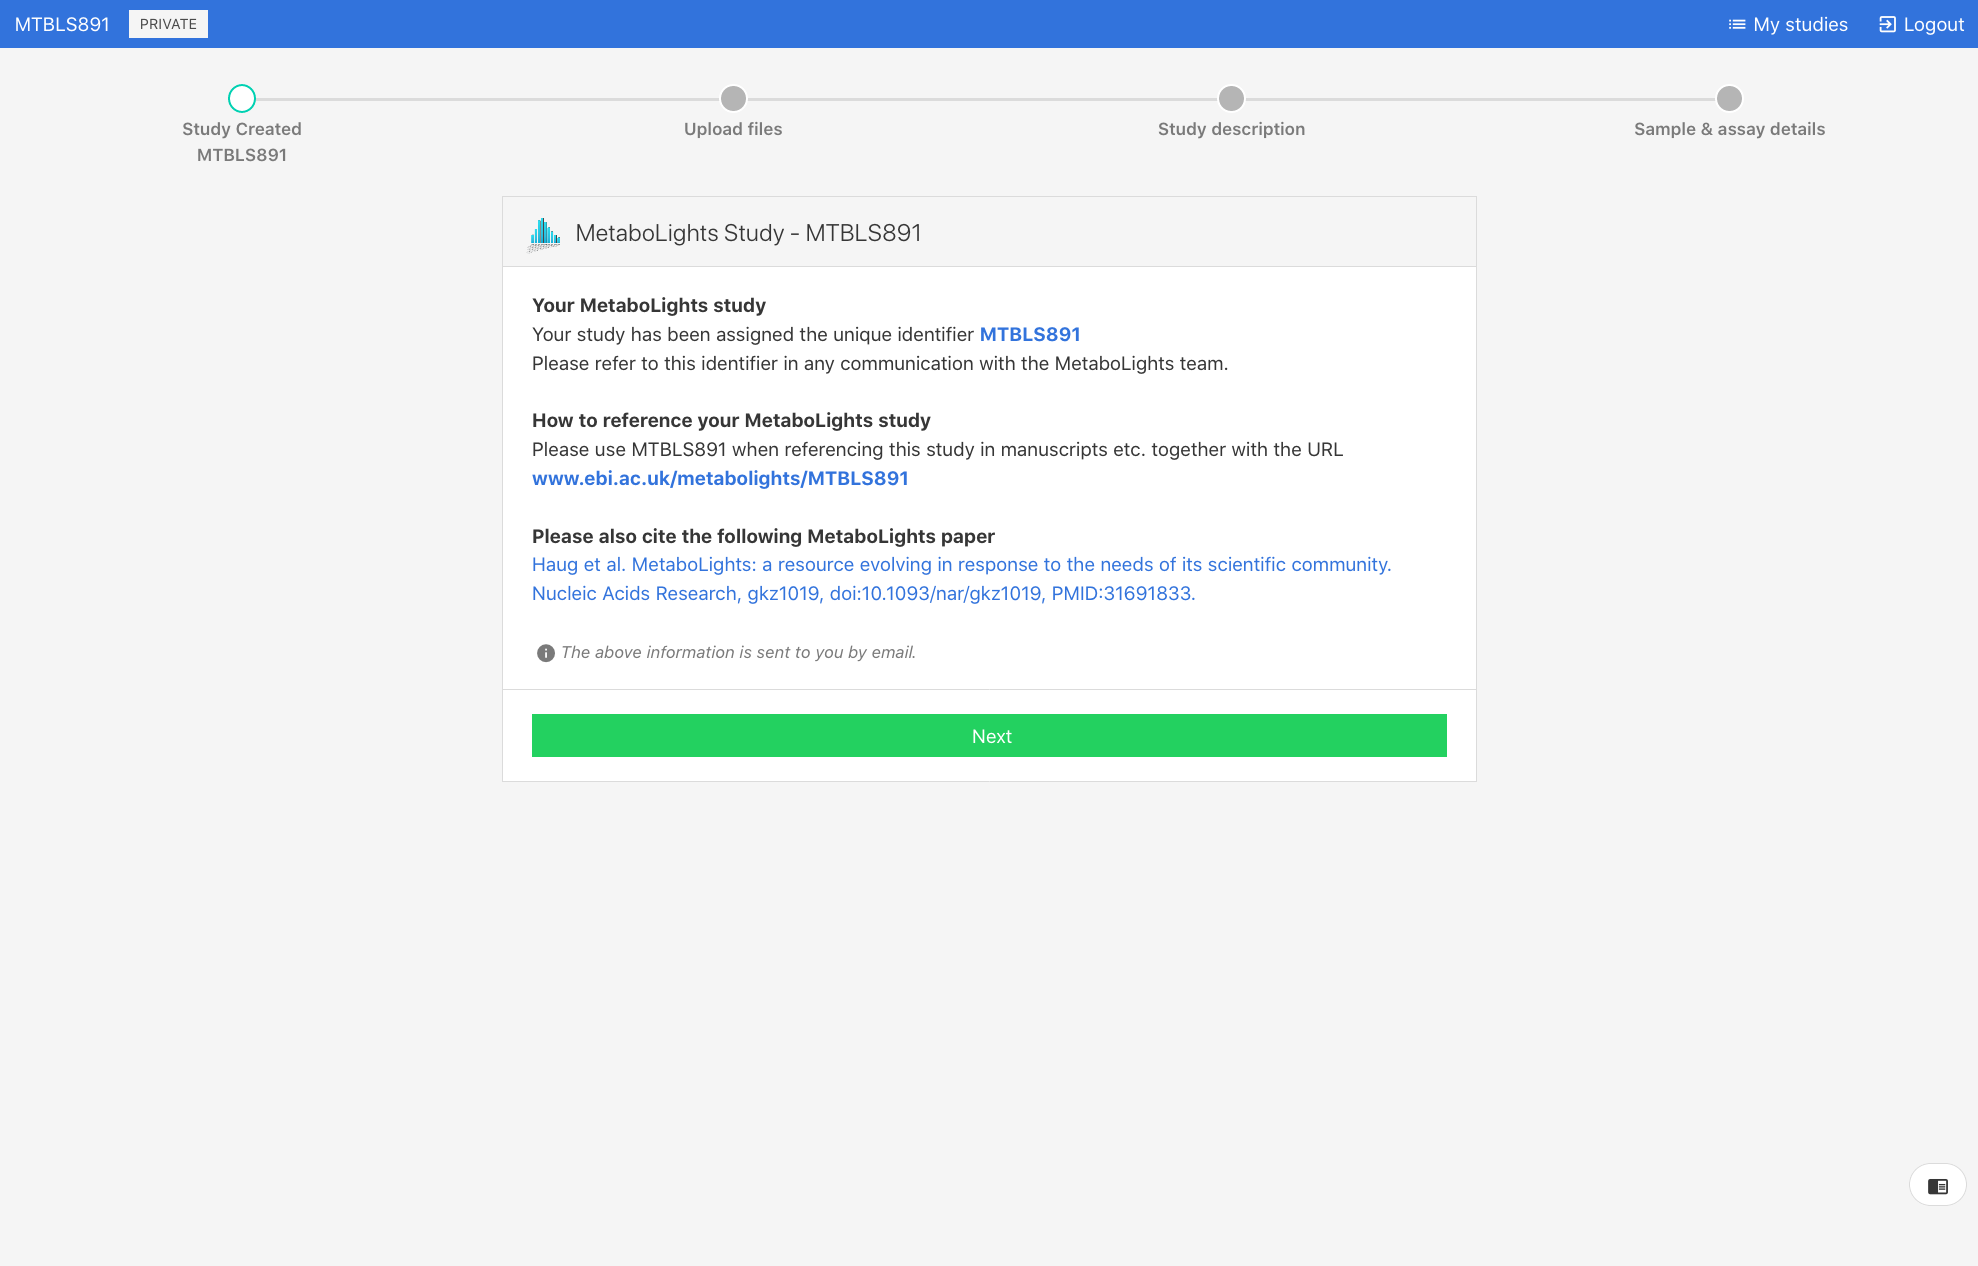 MTBLS891 PRIVATE My studies Logout
Study Created Upload files Study description Sample & assay details
MTBLS891
MetaboLights Study - MTBLS891
Your MetaboLights study
Your study has been assigned the unique identifier MTBLS891
Please refer to this identifier in any communication with the MetaboLights team.
How to reference your MetaboLights study
Please use MTBLS891 when referencing this study in manuscripts etc. together with the URL
www.ebi.ac.uk/metabolights/MTBLS891
Please also cite the following MetaboLights paper
Haug et al. MetaboLights: a resource evolving in response to the needs of its scientific community.
Nucleic Acids Research, gkz1019, doi:10.1093/nar/gkz1019, PMID:31691833.
The above information is sent to you by email.
Next